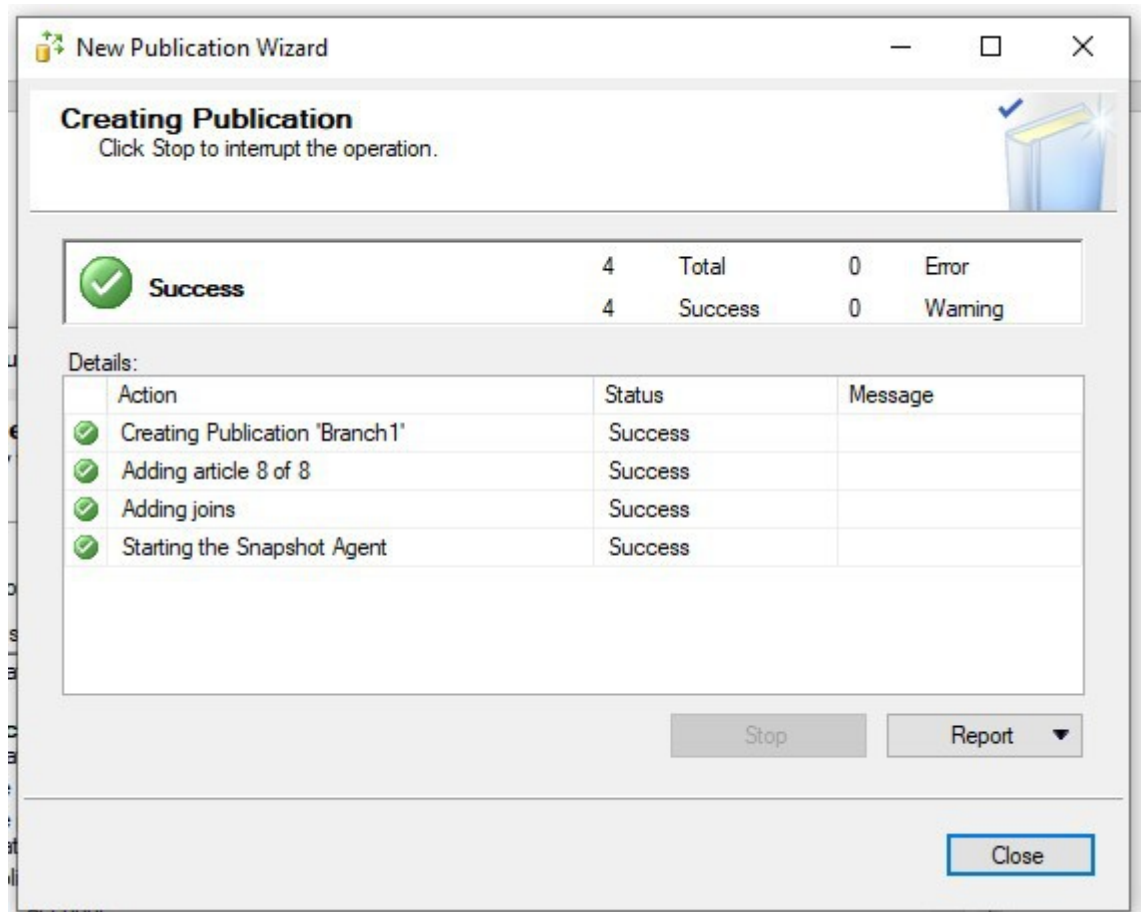 New Publication Wizard
Creating Publication
Click Stop to interrupt the operation.
Success 4 Total 0 Error
4 Success 0 Warning
Details:
Action Status Message
Creating Publication 'Branch1' Success
Adding article 8 of 8 Success
Adding joins Success
Starting the Snapshot Agent Success
Stop Report
Close